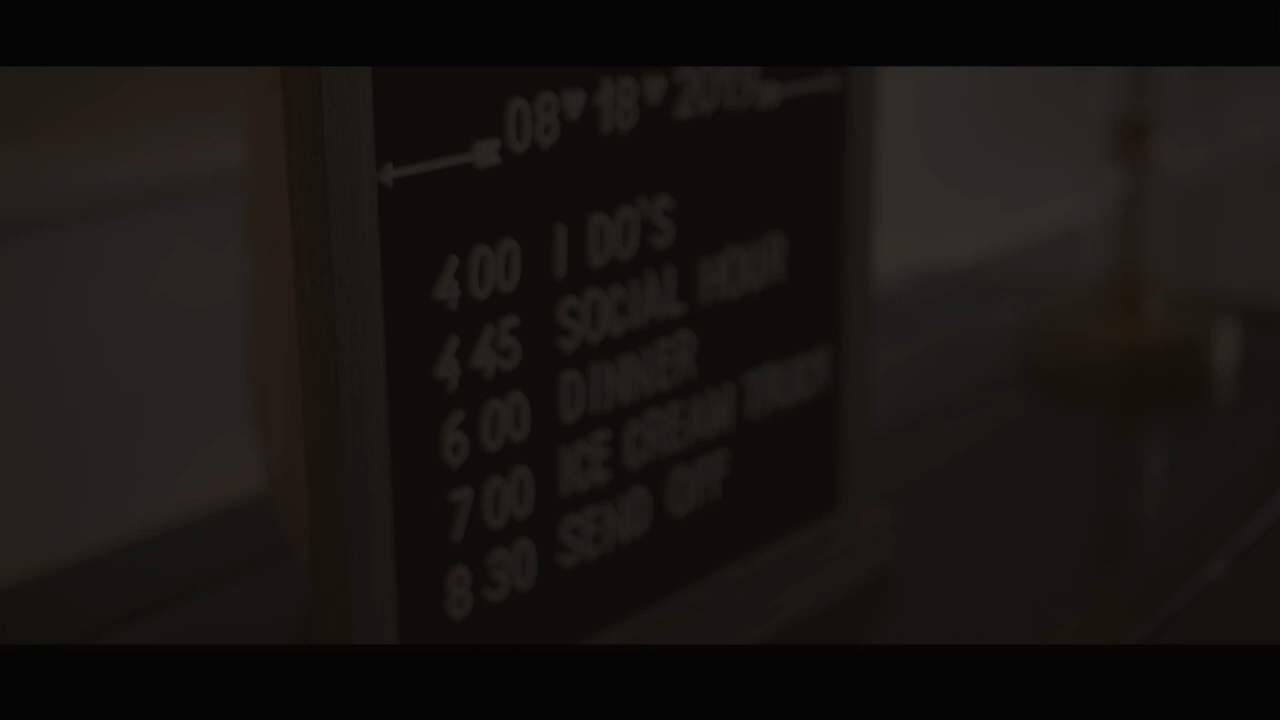 08♥18♥2019
4 00 I DO'S
4 45 SOCIAL HOUR
6 00 DINNER
7 00 ICE CREAM TRUCK
8 30 SEND OFF